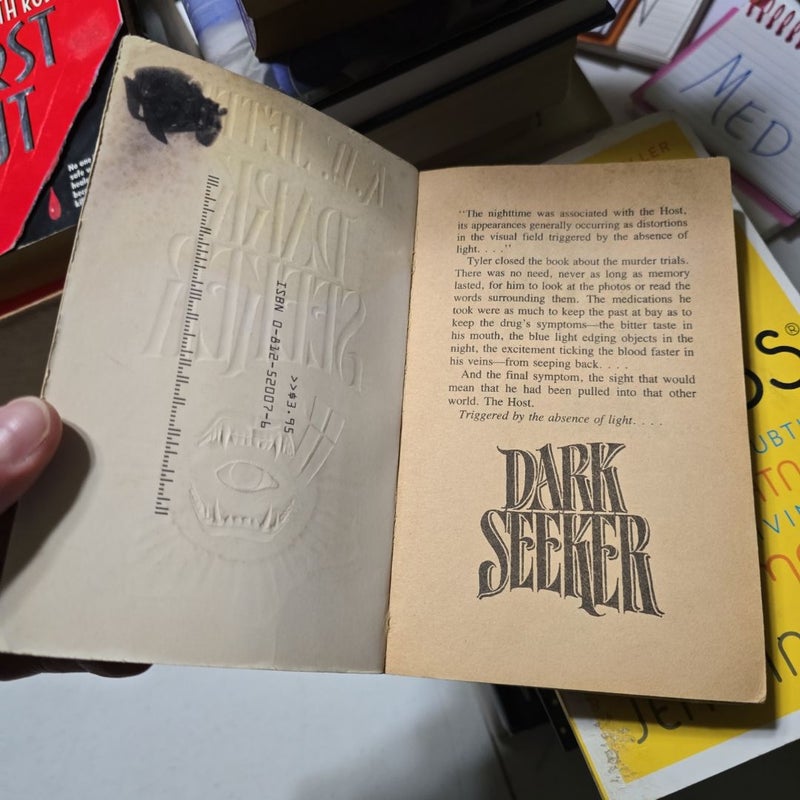 K.W. JETER
DARK
SEEKER
ISBN 0-812-52007-6
>>$3.95
"The nighttime was associated with the Host,
its appearances generally occurring as distortions
in the visual field triggered by the absence of
light. . . ."
Tyler closed the book about the murder trials.
There was no need, never as long as memory
lasted, for him to look at the photos or read the
words surrounding them. The medications he
took were as much to keep the past at bay as to
keep the drug's symptoms—the bitter taste in
his mouth, the blue light edging objects in the
night, the excitement ticking the blood faster in
his veins—from seeping back. . . .
And the final symptom, the sight that would
mean that he had been pulled into that other
world. The Host.
Triggered by the absence of light. . . .
DARK
SEEKER
MED
No one